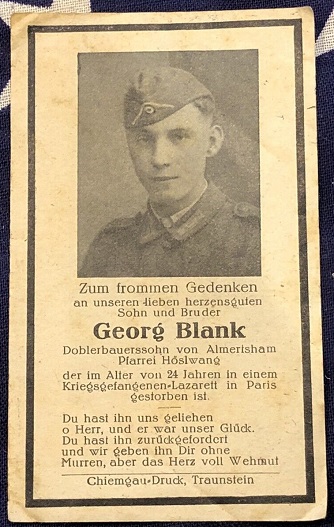 Zum frommen Gedenken
an unseren lieben herzensguten
Sohn und Bruder
Georg Blank
Doblerbauerssohn von Almertsham
Pfarrei Höslwang
der im Alter von 24 Jahren in einem
Kriegsgefangenen-Lazarett in Paris
gestorben ist.
Du hast ihn uns geliehen
o Herr, und er war unser Glück.
Du hast ihn zurückgefordert
und wir geben ihn Dir ohne
Murren, aber das Herz voll Wehmut
Chiemgau-Druck, Traunstein